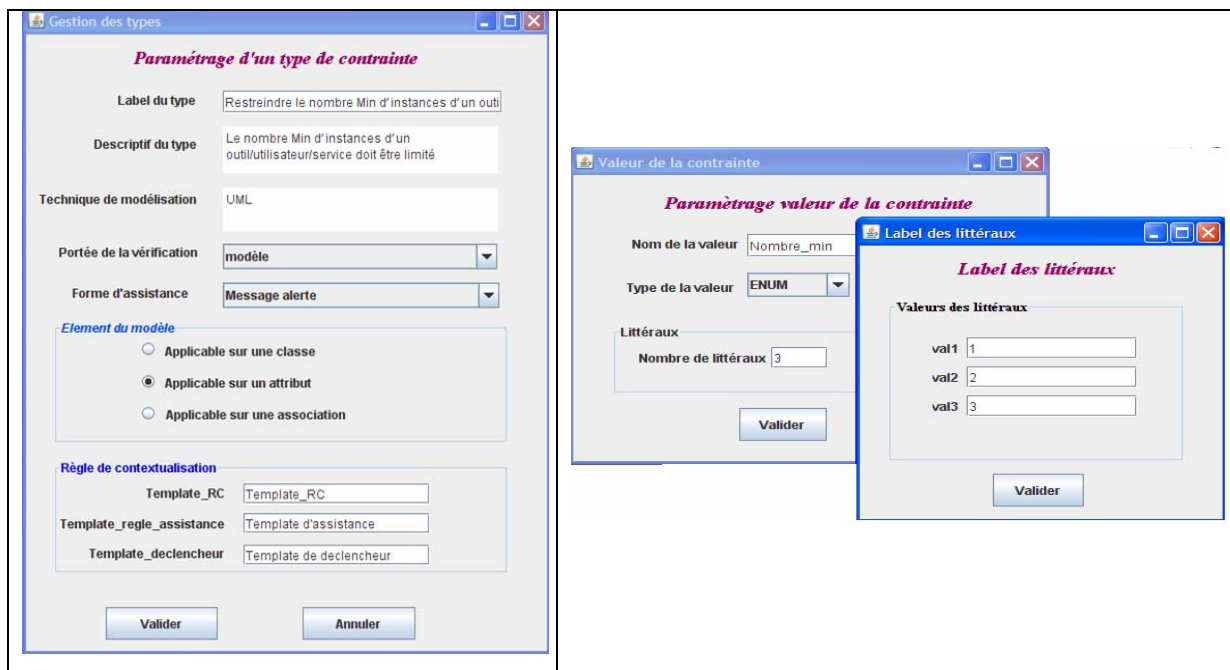 Gestion des types
Paramétrage d'un type de contrainte
Label du type
Restreindre le nombre Min d'instances d'un outi
Descriptif du type
Le nombre Min d'instances d'un
outil/utilisateur/service doit être limité
Technique de modélisation
UML
Portée de la vérification
modèle
Forme d'assistance
Message alerte
Element du modèle
Applicable sur une classe
Applicable sur un attribut
Applicable sur une association
Règle de contextualisation
Template_RC
Template_RC
Template_regle_assistance
Template d'assistance
Template_declencheur
Template de declencheur
Valider
Annuler
Valeur de la contrainte
Paramètrage valeur de la contrainte
Nom de la valeur
Nombre_min
Type de la valeur
ENUM
Littéraux
Nombre de littéraux
3
Valider
Label des littéraux
Label des littéraux
Valeurs des littéraux
val1
1
val2
2
val3
3
Valider